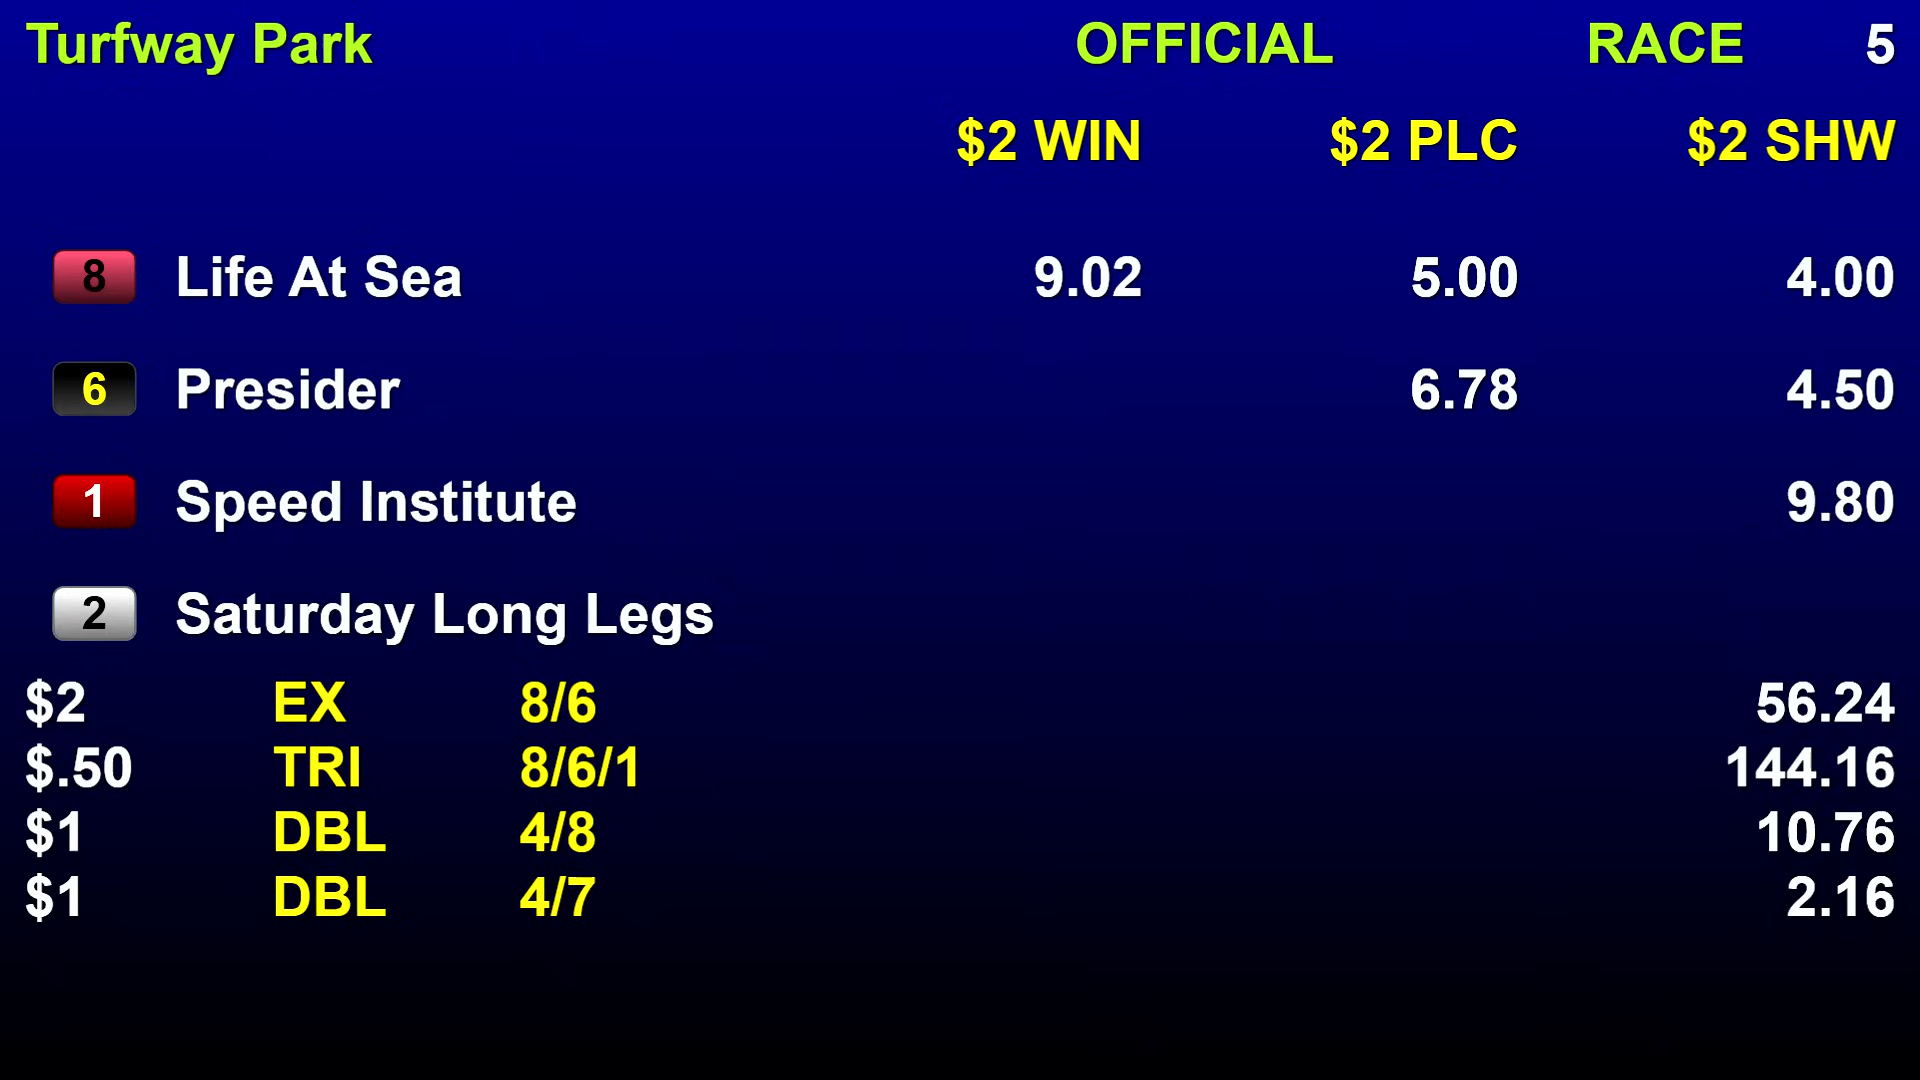 Turfway Park OFFICIAL RACE 5
$2 WIN $2 PLC $2 SHW
8 Life At Sea 9.02 5.00 4.00
6 Presider 6.78 4.50
1 Speed Institute 9.80
2 Saturday Long Legs
$2 EX 8/6 56.24
$.50 TRI 8/6/1 144.16
$1 DBL 4/8 10.76
$1 DBL 4/7 2.16